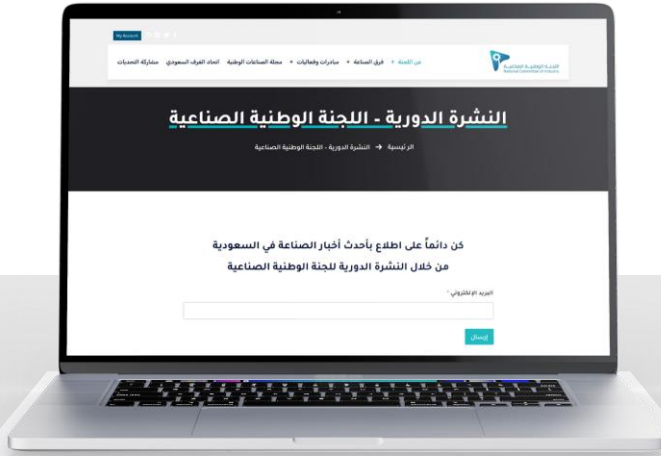 My Account
عن اللجنة
فرق الصناعة
مبادرات وفعاليات
مجلة الصناعات الوطنية
اتحاد الغرف السعودي
مشاركة التحديات
اللجنة الوطنية الصناعية
National Committee of Industry
النشرة الدورية - اللجنة الوطنية الصناعية
الرئيسية → النشرة الدورية - اللجنة الوطنية الصناعية
كن دائماً على اطلاع بأحدث أخبار الصناعة في السعودية
من خلال النشرة الدورية للجنة الوطنية الصناعية
البريد الإلكتروني *
إرسال